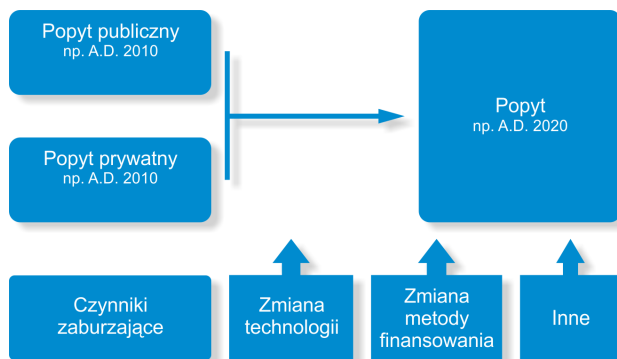 Popyt publiczny
np. A.D. 2010
Popyt
np. A.D. 2020
Popyt prywatny
np. A.D. 2010
Czynniki
zaburzające
Zmiana
technologii
Zmiana
metody
finansowania
Inne